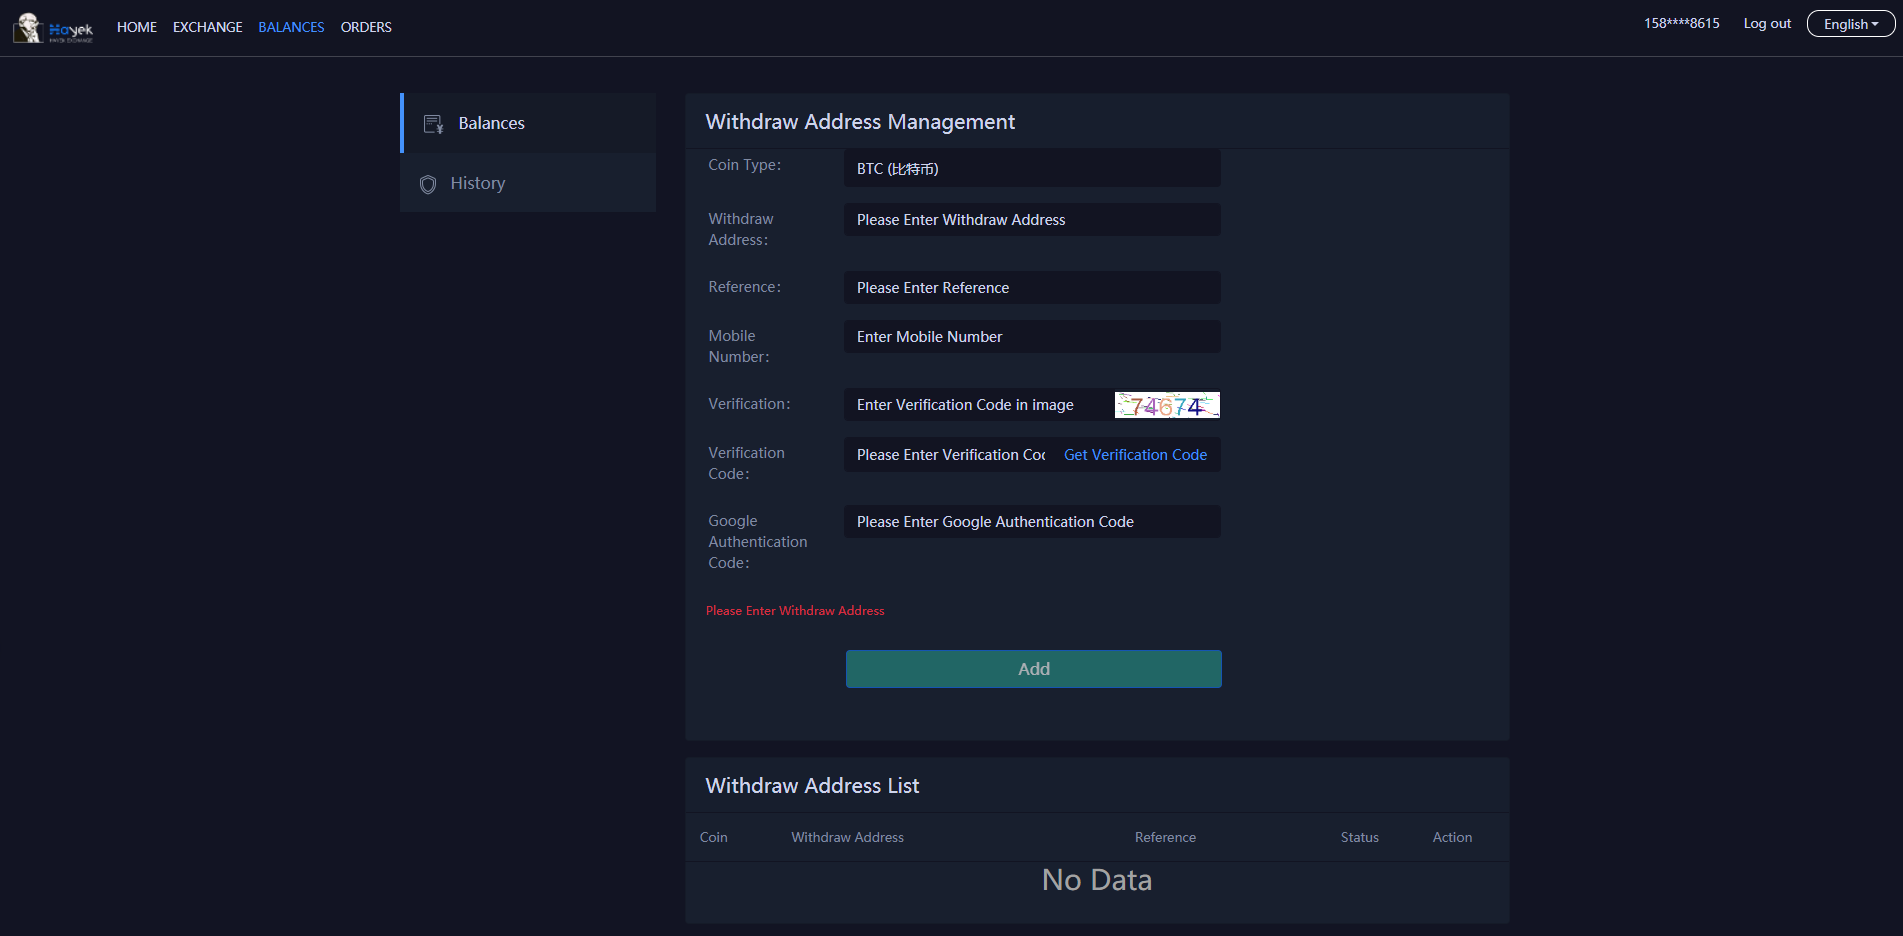 Hayek
HAYEK EXCHANGE
HOME
EXCHANGE
BALANCES
ORDERS
158****8615
Log out
English
Balances
History
Withdraw Address Management
Coin Type:
BTC (比特币)
Withdraw
Address:
Please Enter Withdraw Address
Reference:
Please Enter Reference
Mobile
Number:
Enter Mobile Number
Verification:
Enter Verification Code in image
74674
Verification
Code:
Please Enter Verification Coc
Get Verification Code
Google
Authentication
Code:
Please Enter Google Authentication Code
Please Enter Withdraw Address
Add
Withdraw Address List
Coin
Withdraw Address
Reference
Status
Action
No Data